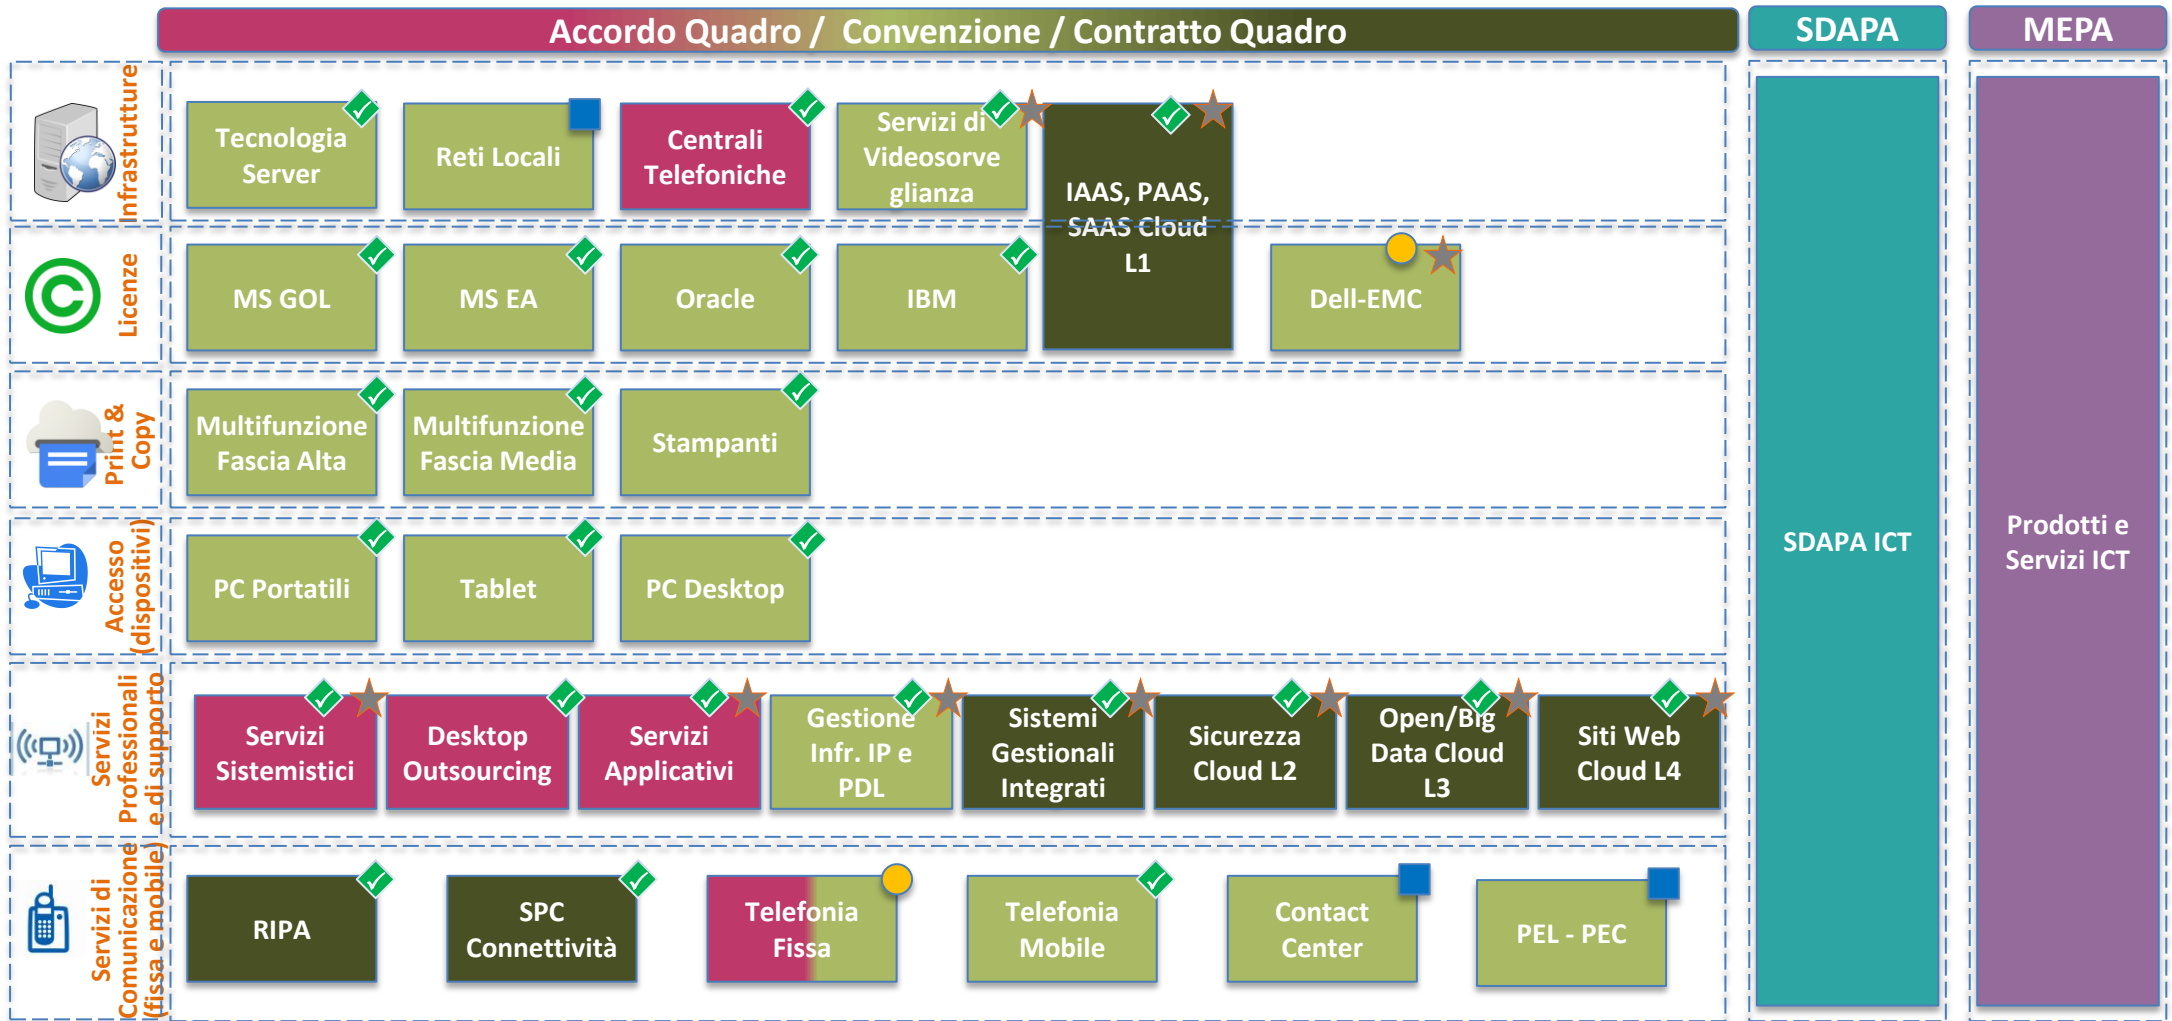 Accordo Quadro / Convenzione / Contratto Quadro
SDAPA
MEPA
Infrastrutture
Tecnologia
Server
Reti Locali
Centrali
Telefoniche
Servizi di
Videosorve
glianza
IAAS, PAAS,
SAAS Cloud
L1
Licenze
MS GOL
MS EA
Oracle
IBM
Dell-EMC
Print &
Copy
Multifunzione
Fascia Alta
Multifunzione
Fascia Media
Stampanti
Accesso
(dispositivi)
PC Portatili
Tablet
PC Desktop
SDAPA ICT
Prodotti e
Servizi ICT
Servizi
Professionali
e di supporto
Servizi
Sistemistici
Desktop
Outsourcing
Servizi
Applicativi
Gestione
Infr. IP e
PDL
Sistemi
Gestionali
Integrati
Sicurezza
Cloud L2
Open/Big
Data Cloud
L3
Siti Web
Cloud L4
Servizi di
Comunicazione
(fissa e mobile)
RIPA
SPC
Connettività
Telefonia
Fissa
Telefonia
Mobile
Contact
Center
PEL - PEC